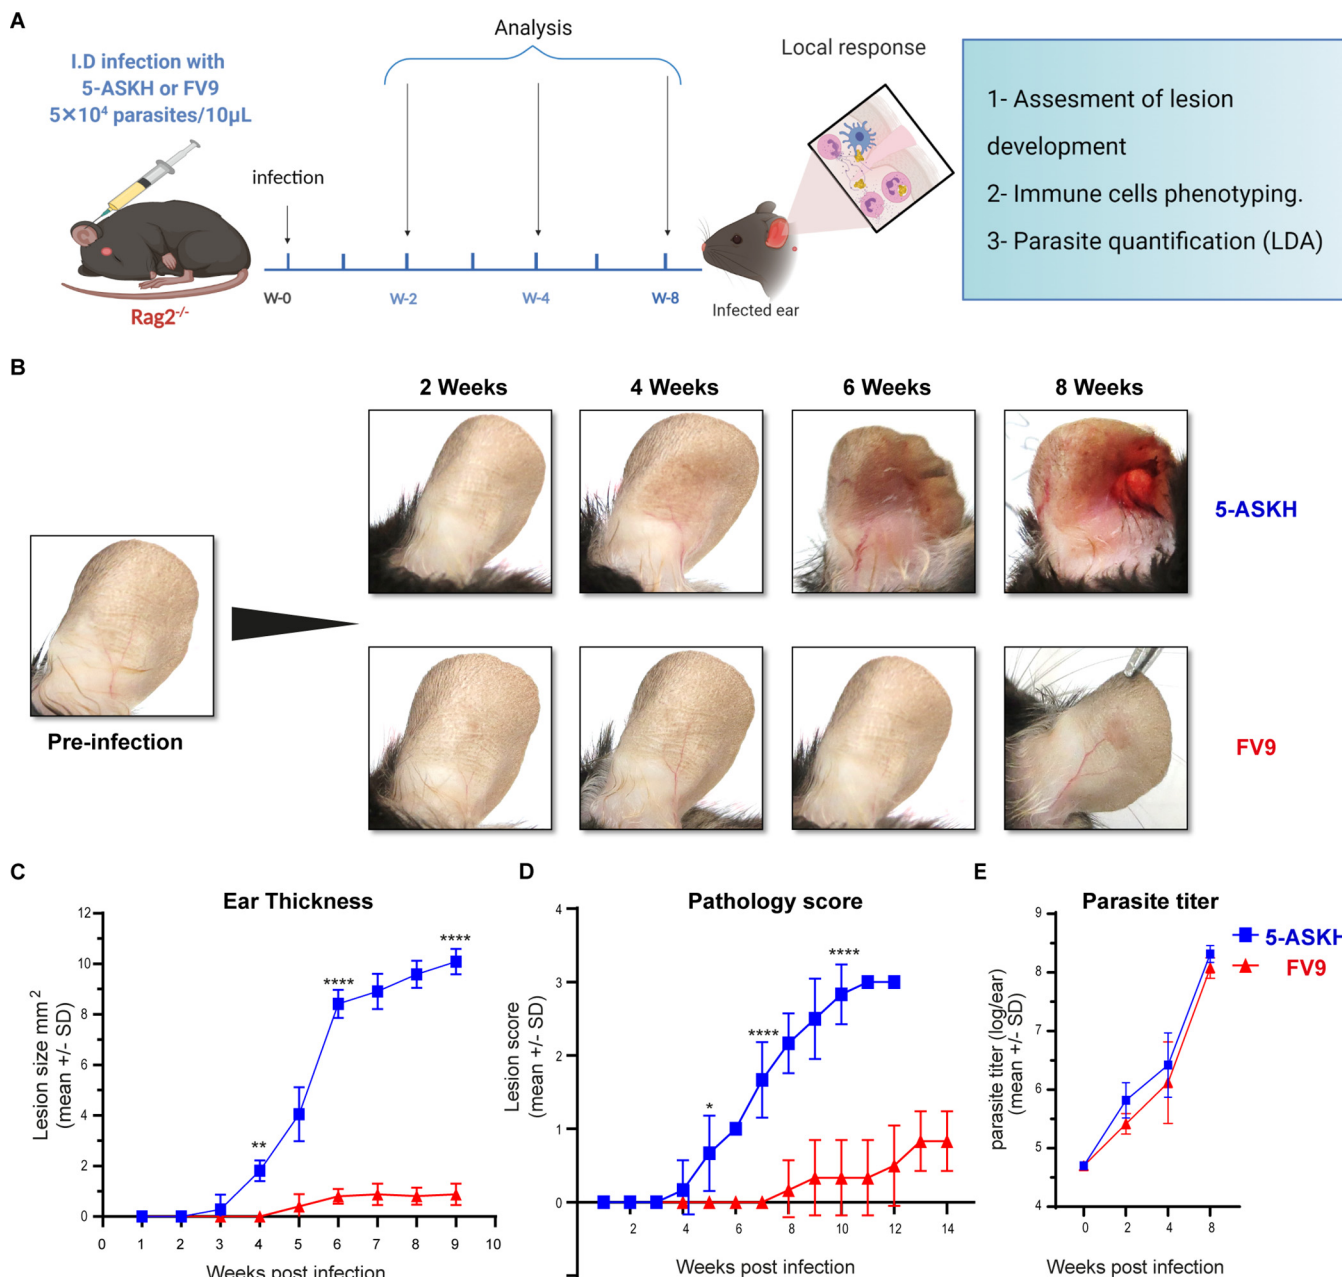 A
I.D infection with
5-ASKH or FV9
5×10⁴ parasites/10µL
Rag2⁻/⁻
infection
Analysis
W-0
W-2
W-4
W-8
Local response
Infected ear
1- Assesment of lesion
development
2- Immune cells phenotyping.
3- Parasite quantification (LDA)
B
2 Weeks
4 Weeks
6 Weeks
8 Weeks
5-ASKH
Pre-infection
FV9
C
Ear Thickness
Lesion size mm²
(mean +/- SD)
12
10
8
6
4
2
0
**
****
****
0 1 2 3 4 5 6 7 8 9 10
Weeks post infection
D
Pathology score
Lesion score
(mean +/- SD)
4
3
2
1
0
*
****
****
2 4 6 8 10 12 14
Weeks post infection
E
Parasite titer
parasite titer (log/ear)
(mean +/- SD)
9
8
7
6
5
4
0 2 4 8
Weeks post infection
5-ASKH
FV9